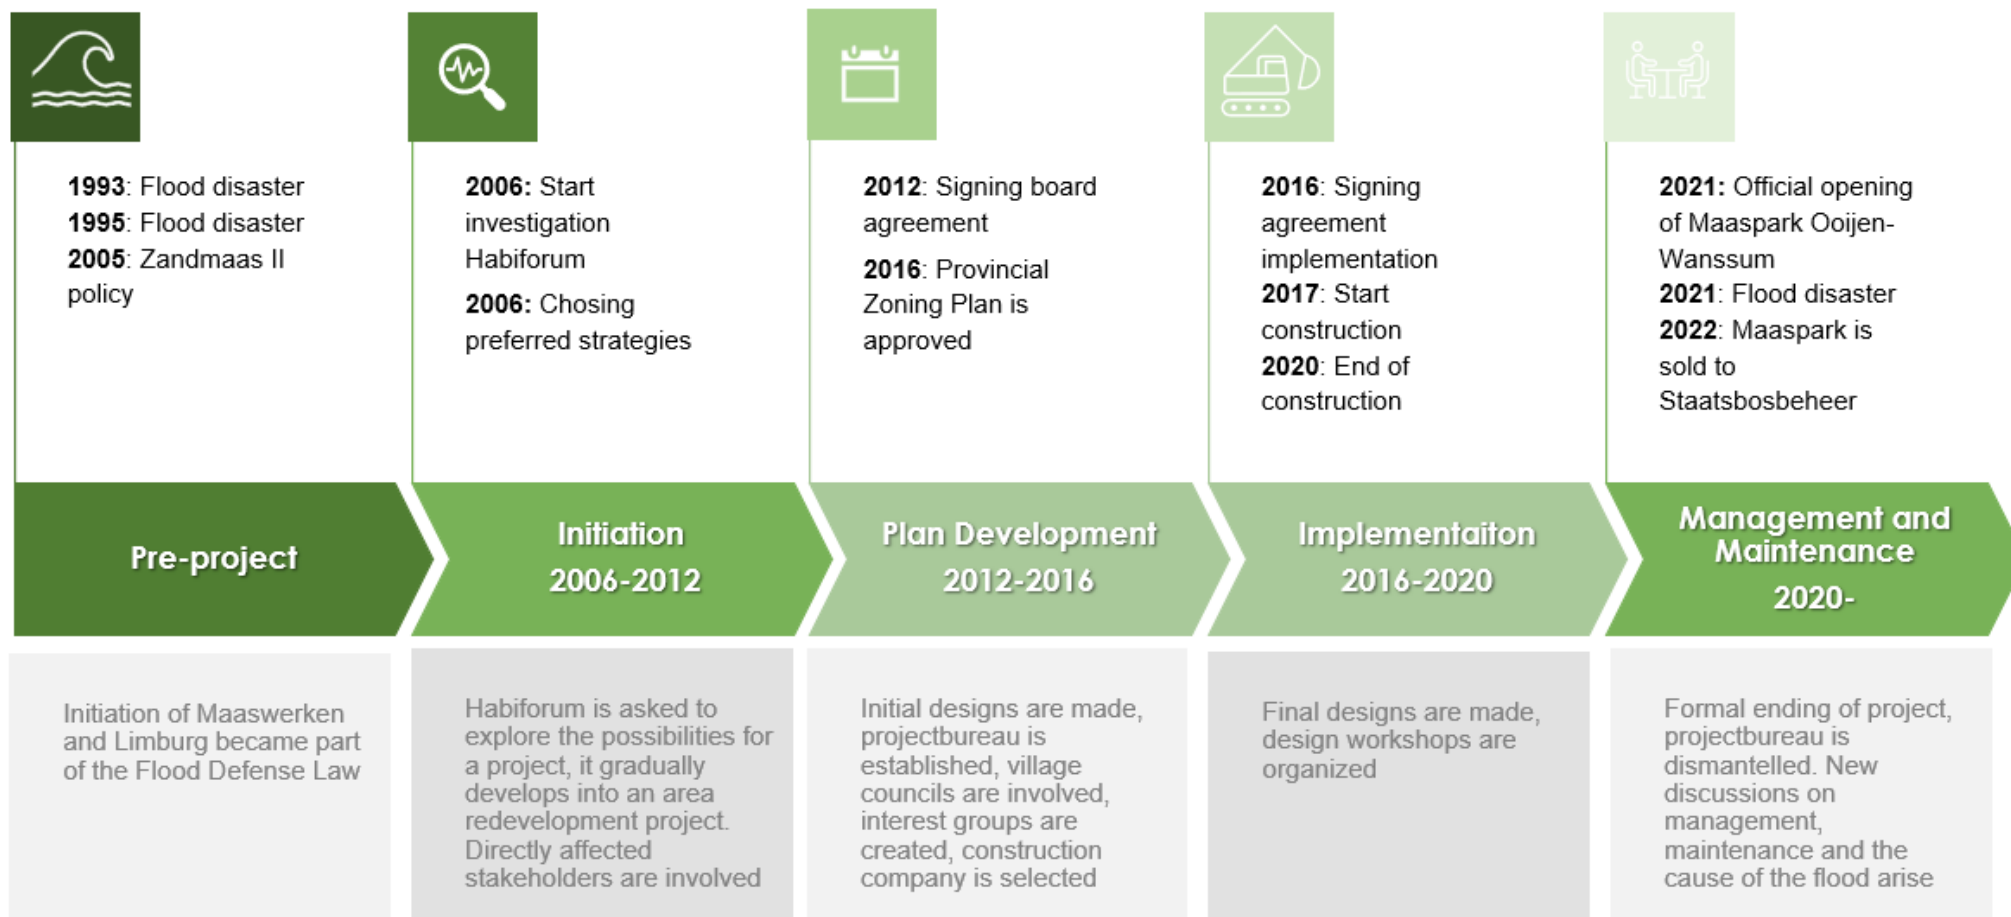 1993: Flood disaster
1995: Flood disaster
2005: Zandmaas II
policy
2006: Start
investigation
Habiforum
2006: Chosing
preferred strategies
2012: Signing board
agreement
2016: Provincial
Zoning Plan is
approved
2016: Signing
agreement
implementation
2017: Start
construction
2020: End of
construction
2021: Official opening
of Maaspark Ooijen-
Wanssum
2021: Flood disaster
2022: Maaspark is
sold to
Staatsbosbeheer
Pre-project
Initiation
2006-2012
Plan Development
2012-2016
Implementaiton
2016-2020
Management and
Maintenance
2020-
Initiation of Maaswerken
and Limburg became part
of the Flood Defense Law
Habiforum is asked to
explore the possibilities for
a project, it gradually
develops into an area
redevelopment project.
Directly affected
stakeholders are involved
Initial designs are made,
projectbureau is
established, village
councils are involved,
interest groups are
created, construction
company is selected
Final designs are made,
design workshops are
organized
Formal ending of project,
projectbureau is
dismantelled. New
discussions on
management,
maintenance and the
cause of the flood arise